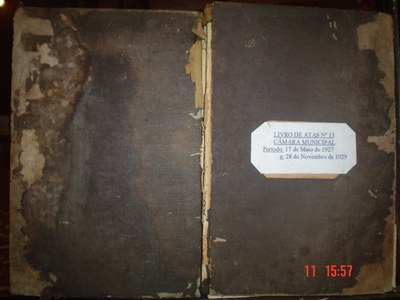 LIVRO DE ATAS Nº 13
CÂMARA MUNICIPAL
Período: 17 de Maio de 1927
a: 28 de Novembro de 1929
11 15:57